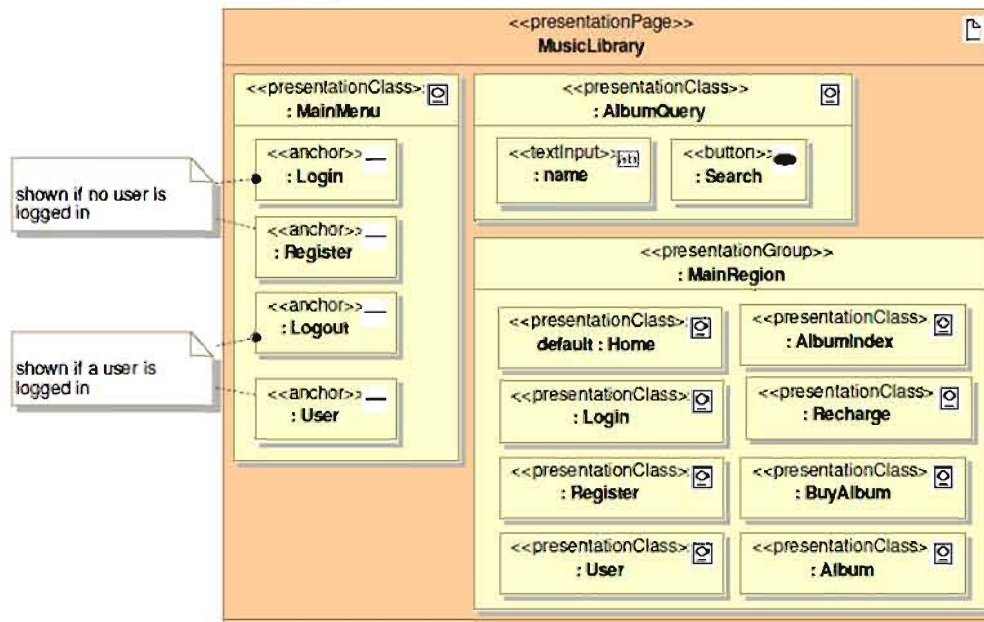 <<presentationPage>>
MusicLibrary
<<presentationClass>>
: MainMenu
<<anchor>>
: Login
<<anchor>>
: Register
<<anchor>>
: Logout
<<anchor>>
: User
shown if no user is
logged in
shown if a user is
logged in
<<presentationClass>>
: AlbumQuery
<<textInput>>
: name
<<button>>
: Search
<<presentationGroup>>
: MainRegion
<<presentationClass>>
default : Home
<<presentationClass>>
: AlbumIndex
<<presentationClass>>
: Login
<<presentationClass>>
: Recharge
<<presentationClass>>
: Register
<<presentationClass>>
: BuyAlbum
<<presentationClass>>
: User
<<presentationClass>>
: Album